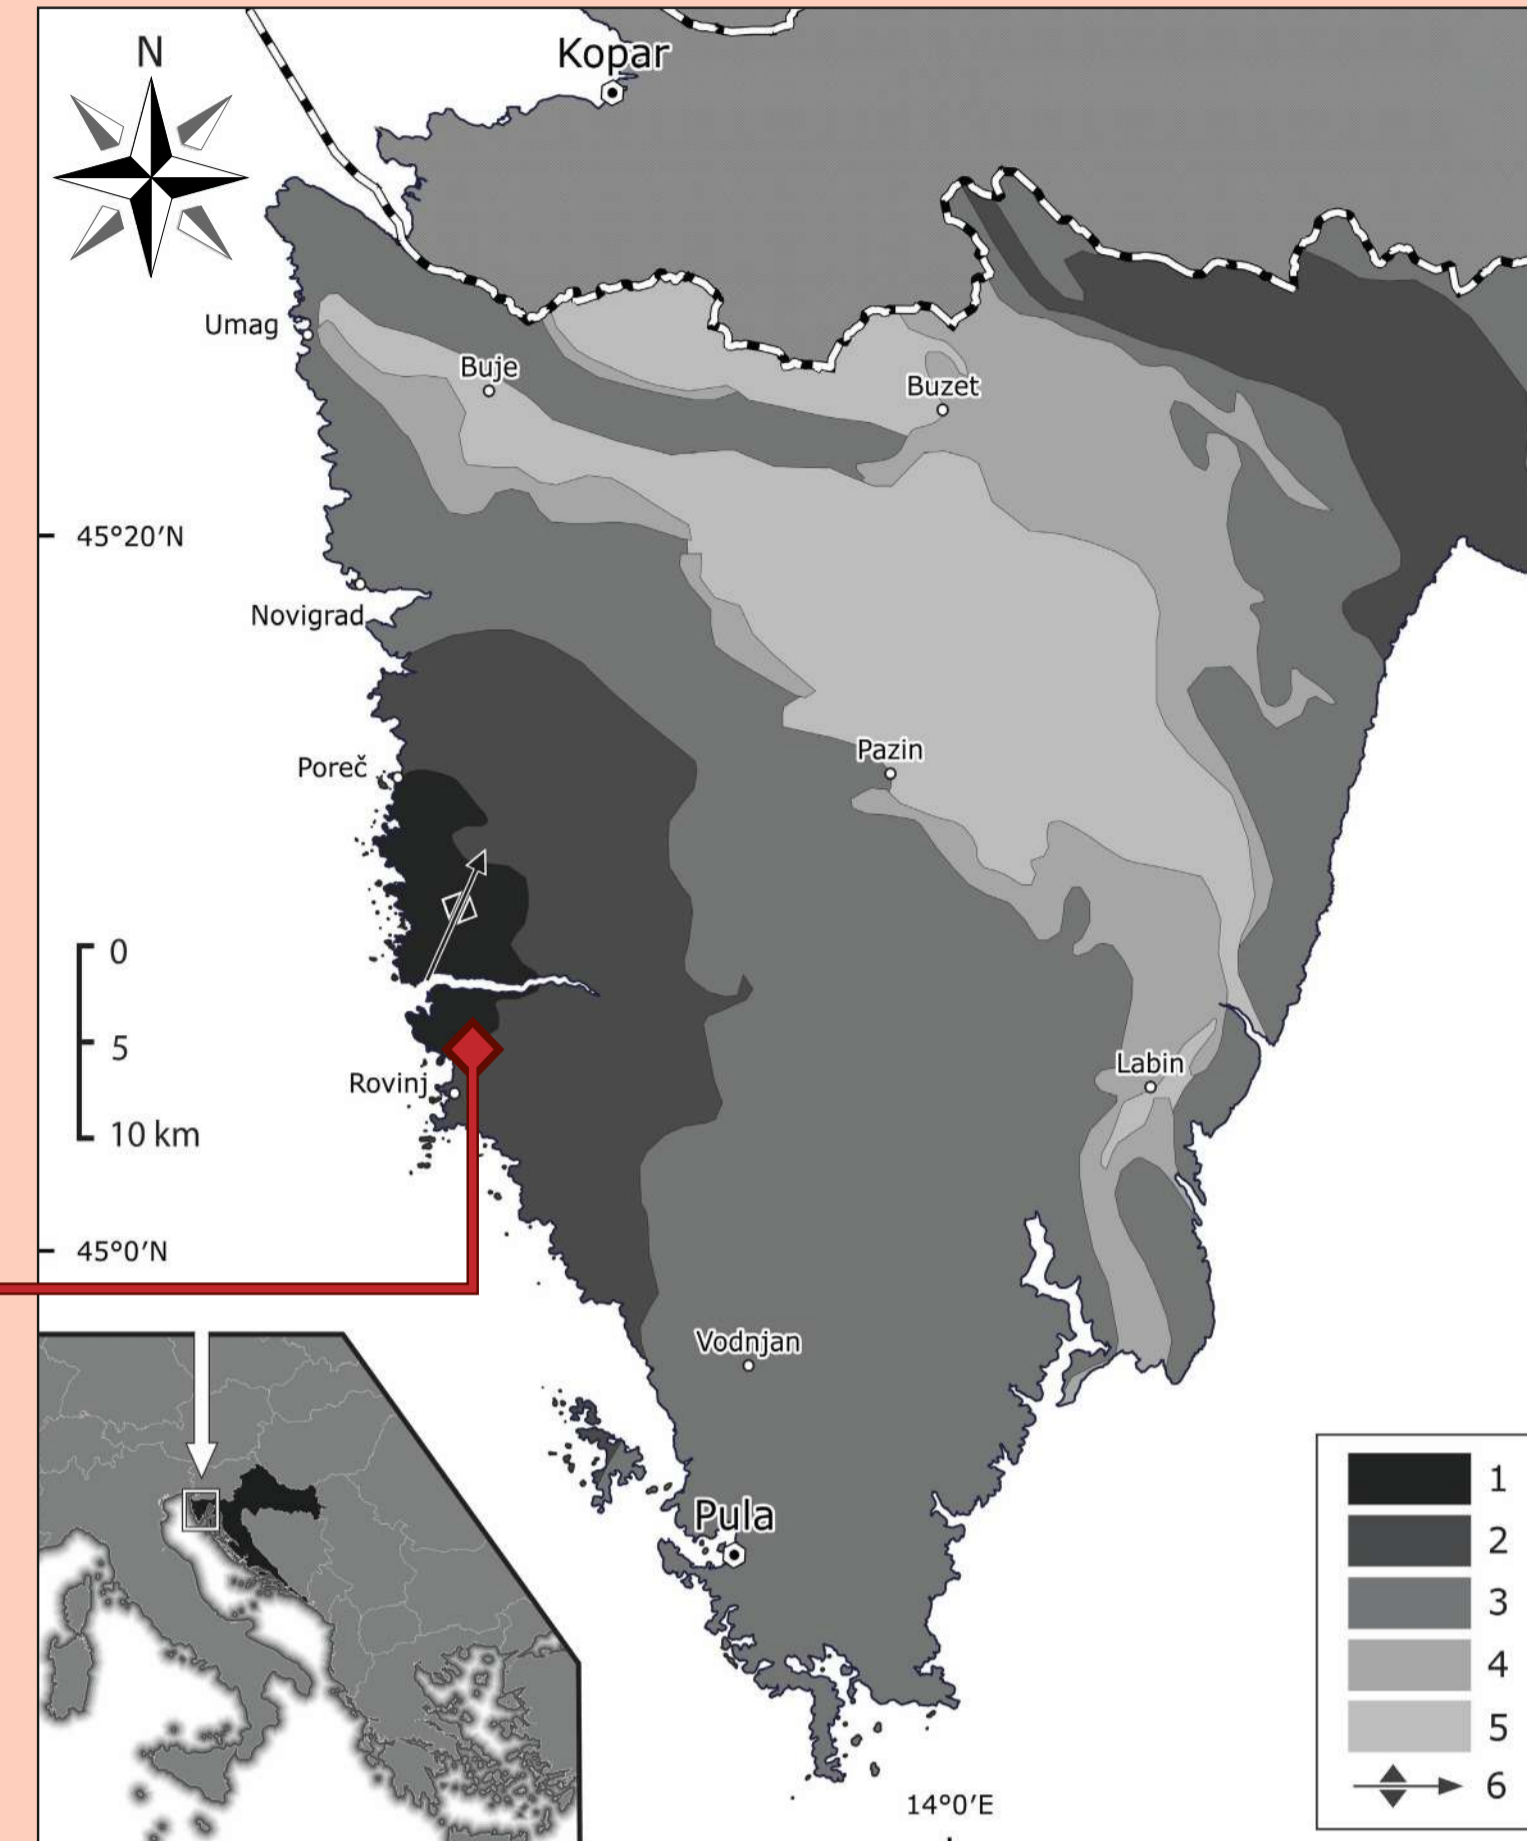 N
Kopar
Umag
Buje
Buzet
45°20′N
Novigrad
Poreč
Pazin
0
5
10 km
Rovinj
Labin
45°0′N
Vodnjan
Pula
14°0′E
1
2
3
4
5
6